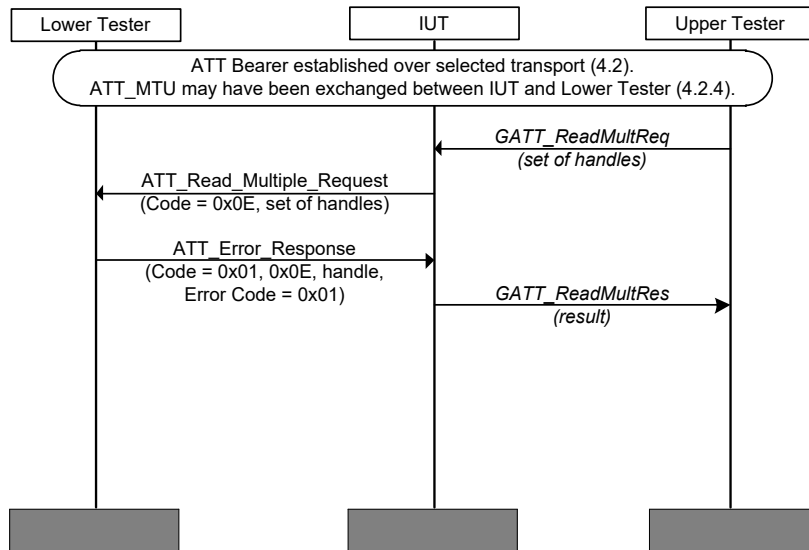 Lower Tester
IUT
Upper Tester
ATT Bearer established over selected transport (4.2).
ATT_MTU may have been exchanged between IUT and Lower Tester (4.2.4).
GATT_ReadMultReq
(set of handles)
ATT_Read_Multiple_Request
(Code = 0x0E, set of handles)
ATT_Error_Response
(Code = 0x01, 0x0E, handle,
Error Code = 0x01)
GATT_ReadMultRes
(result)